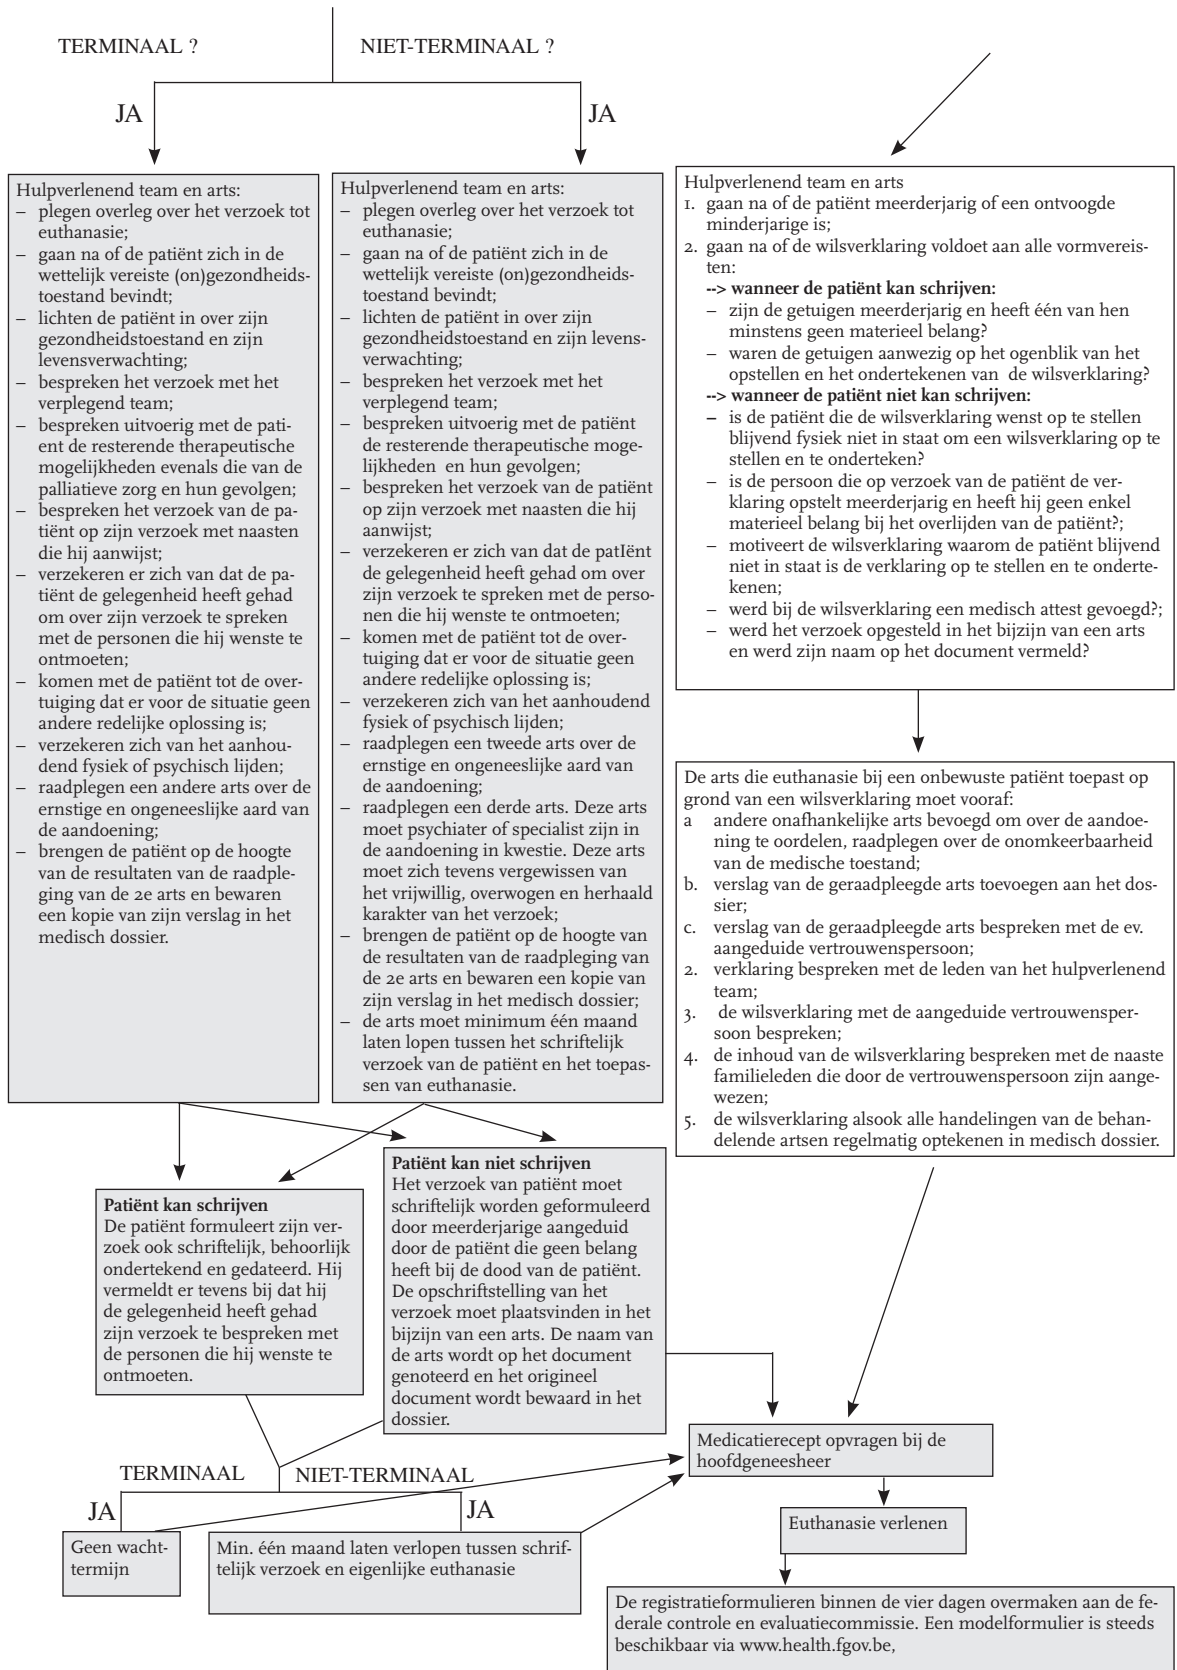 TERMINAAL ?
NIET-TERMINAAL ?
JA
JA
Hulpverlenend team en arts:
– plegen overleg over het verzoek tot
euthanasie;
– gaan na of de patiënt zich in de
wettelijk vereiste (on)gezondheids-
toestand bevindt;
– lichten de patiënt in over zijn
gezondheidstoestand en zijn
levensverwachting;
– bespreken het verzoek met het
verplegend team;
– bespreken uitvoerig met de pati-
ent de resterende therapeutische
mogelijkheden evenals die van de
palliatieve zorg en hun gevolgen;
– bespreken het verzoek van de pa-
tiënt op zijn verzoek met naasten
die hij aanwijst;
– verzekeren er zich van dat de pa-
tiënt de gelegenheid heeft gehad
om over zijn verzoek te spreken
met de personen die hij wenste te
ontmoeten;
– komen met de patiënt tot de over-
tuiging dat er voor de situatie geen
andere redelijke oplossing is;
– verzekeren zich van het aanhou-
dend fysiek of psychisch lijden;
– raadplegen een andere arts over de
ernstige en ongeneeslijke aard van
de aandoening;
– brengen de patiënt op de hoogte
van de resultaten van de raadple-
ging van de 2e arts en bewaren
een kopie van zijn verslag in het
medisch dossier.
Hulpverlenend team en arts:
– plegen overleg over het verzoek tot
euthanasie;
– gaan na of de patiënt zich in de
wettelijk vereiste (on)gezondheids-
toestand bevindt;
– lichten de patiënt in over zijn
gezondheidstoestand en zijn levens-
verwachting;
– bespreken het verzoek met het
verplegend team;
– bespreken uitvoerig met de patiënt
de resterende therapeutische moge-
lijkheden en hun gevolgen;
– bespreken het verzoek van de patiënt
op zijn verzoek met naasten die hij
aanwijst;
– verzekeren er zich van dat de patIënt
de gelegenheid heeft gehad om over
zijn verzoek te spreken met de perso-
nen die hij wenste te ontmoeten;
– komen met de patiënt tot de over-
tuiging dat er voor de situatie geen
andere redelijke oplossing is;
– verzekeren zich van het aanhoudend
fysiek of psychisch lijden;
– raadplegen een tweede arts over de
ernstige en ongeneeslijke aard van
de aandoening;
– raadplegen een derde arts. Deze arts
moet psychiater of specialist zijn in
de aandoening in kwestie. Deze arts
moet zich tevens vergewissen van
het vrijwillig, overwogen en herhaald
karakter van het verzoek;
– brengen de patiënt op de hoogte van
de resultaten van de raadpleging van
de 2e arts en bewaren een kopie van
zijn verslag in het medisch dossier;
– de arts moet minimum één maand
laten lopen tussen het schriftelijk
verzoek van de patiënt en het toepas-
sen van euthanasie.
Hulpverlenend team en arts
1. gaan na of de patiënt meerderjarig of een ontvoogde
minderjarige is;
2. gaan na of de wilsverklaring voldoet aan alle vormvereis-
ten:
--> wanneer de patiënt kan schrijven:
– zijn de getuigen meerderjarig en heeft één van hen
minstens geen materieel belang?
– waren de getuigen aanwezig op het ogenblik van het
opstellen en het ondertekenen van de wilsverklaring?
--> wanneer de patiënt niet kan schrijven:
– is de patiënt die de wilsverklaring wenst op te stellen
blijvend fysiek niet in staat om een wilsverklaring op te
stellen en te onderteken?
– is de persoon die op verzoek van de patiënt de ver-
klaring opstelt meerderjarig en heeft hij geen enkel
materieel belang bij het overlijden van de patiënt?;
– motiveert de wilsverklaring waarom de patiënt blijvend
niet in staat is de verklaring op te stellen en te onderte-
kenen;
– werd bij de wilsverklaring een medisch attest gevoegd?;
– werd het verzoek opgesteld in het bijzijn van een arts
en werd zijn naam op het document vermeld?
De arts die euthanasie bij een onbewuste patiënt toepast op
grond van een wilsverklaring moet vooraf:
a andere onafhankelijke arts bevoegd om over de aandoe-
ning te oordelen, raadplegen over de onomkeerbaarheid
van de medische toestand;
b. verslag van de geraadpleegde arts toevoegen aan het dos-
sier;
c. verslag van de geraadpleegde arts bespreken met de ev.
aangeduide vertrouwenspersoon;
2. verklaring bespreken met de leden van het hulpverlenend
team;
3. de wilsverklaring met de aangeduide vertrouwensper-
soon bespreken;
4. de inhoud van de wilsverklaring bespreken met de naaste
familieleden die door de vertrouwenspersoon zijn aange-
wezen;
5. de wilsverklaring alsook alle handelingen van de behan-
delende artsen regelmatig optekenen in medisch dossier.
Patiënt kan schrijven
De patiënt formuleert zijn ver-
zoek ook schriftelijk, behoorlijk
ondertekend en gedateerd. Hij
vermeldt er tevens bij dat hij
de gelegenheid heeft gehad
zijn verzoek te bespreken met
de personen die hij wenste te
ontmoeten.
Patiënt kan niet schrijven
Het verzoek van patiënt moet
schriftelijk worden geformuleerd
door meerderjarige aangeduid
door de patiënt die geen belang
heeft bij de dood van de patiënt.
De opschriftstelling van het
verzoek moet plaatsvinden in het
bijzijn van een arts. De naam van
de arts wordt op het document
genoteerd en het origineel
document wordt bewaard in het
dossier.
TERMINAAL
NIET-TERMINAAL
JA
JA
Geen wacht-
termijn
Min. één maand laten verlopen tussen schrif-
telijk verzoek en eigenlijke euthanasie
Medicatierecept opvragen bij de
hoofdgeneesheer
Euthanasie verlenen
De registratieformulieren binnen de vier dagen overmaken aan de fe-
derale controle en evaluatiecommissie. Een modelformulier is steeds
beschikbaar via www.health.fgov.be,